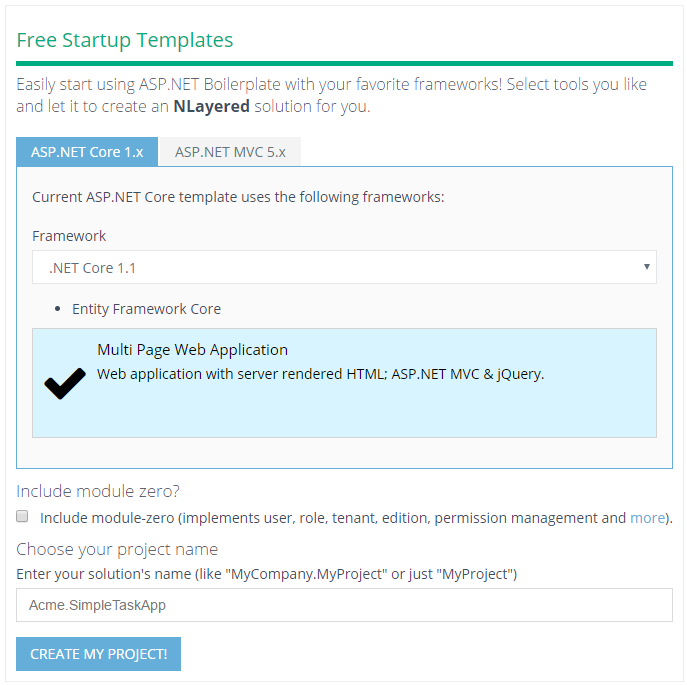 Free Startup Templates
Easily start using ASP.NET Boilerplate with your favorite frameworks! Select tools you like
and let it to create an NLayered solution for you.
ASP.NET Core 1.x
ASP.NET MVC 5.x
Current ASP.NET Core template uses the following frameworks:
Framework
.NET Core 1.1
• Entity Framework Core
Multi Page Web Application
Web application with server rendered HTML; ASP.NET MVC & jQuery.
Include module zero?
Include module-zero (implements user, role, tenant, edition, permission management and more).
Choose your project name
Enter your solution's name (like "MyCompany.MyProject" or just "MyProject")
Acme.SimpleTaskApp
CREATE MY PROJECT!